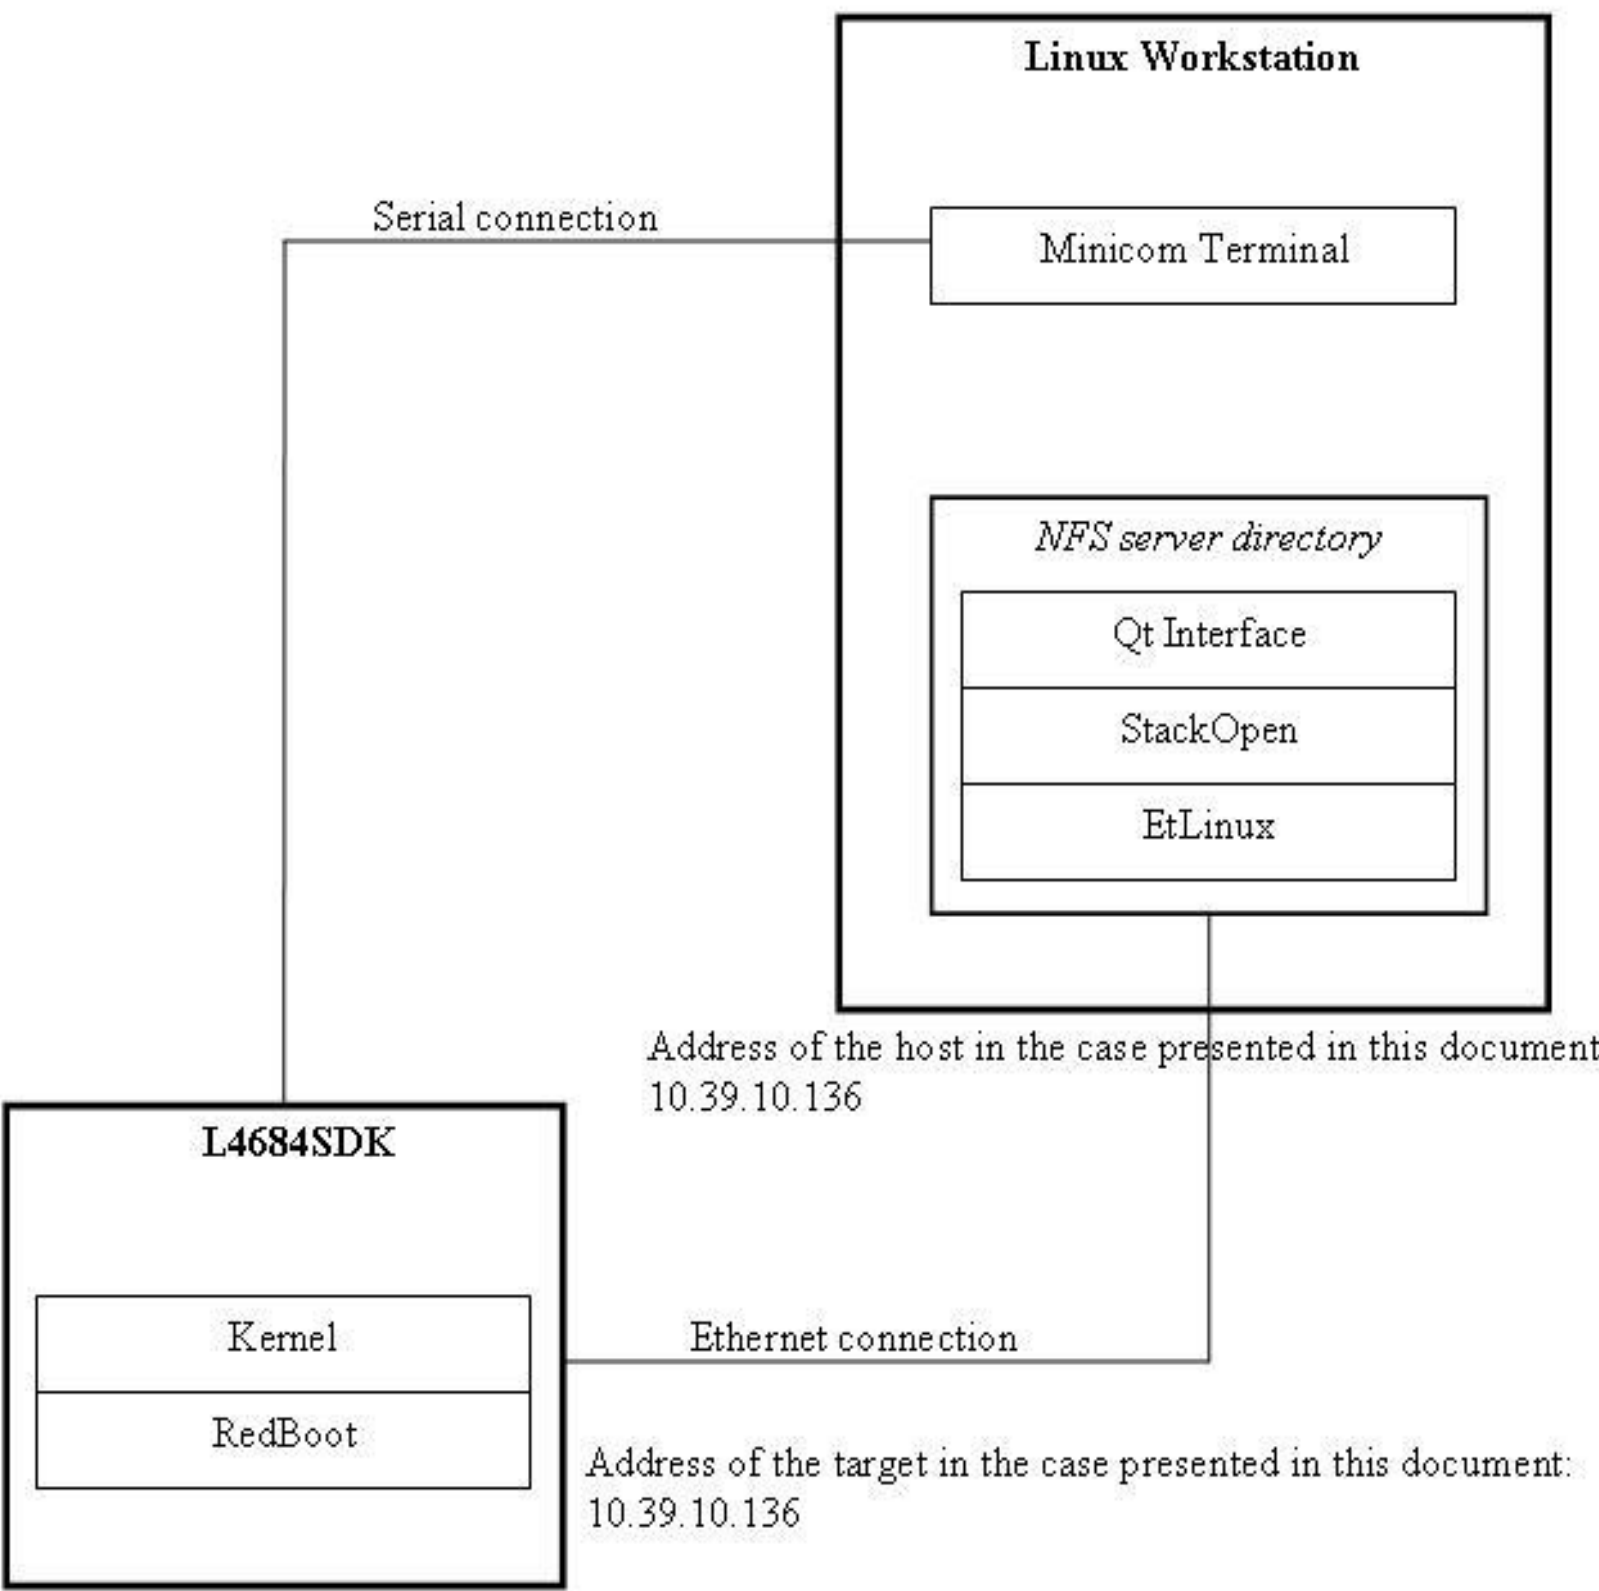 Linux Workstation
Serial connection
Minicom Terminal
NFS server directory
Qt Interface
StackOpen
EtLinux
Address of the host in the case presented in this document
10.39.10.136
L4684SDK
Kernel
RedBoot
Ethernet connection
Address of the target in the case presented in this document:
10.39.10.136